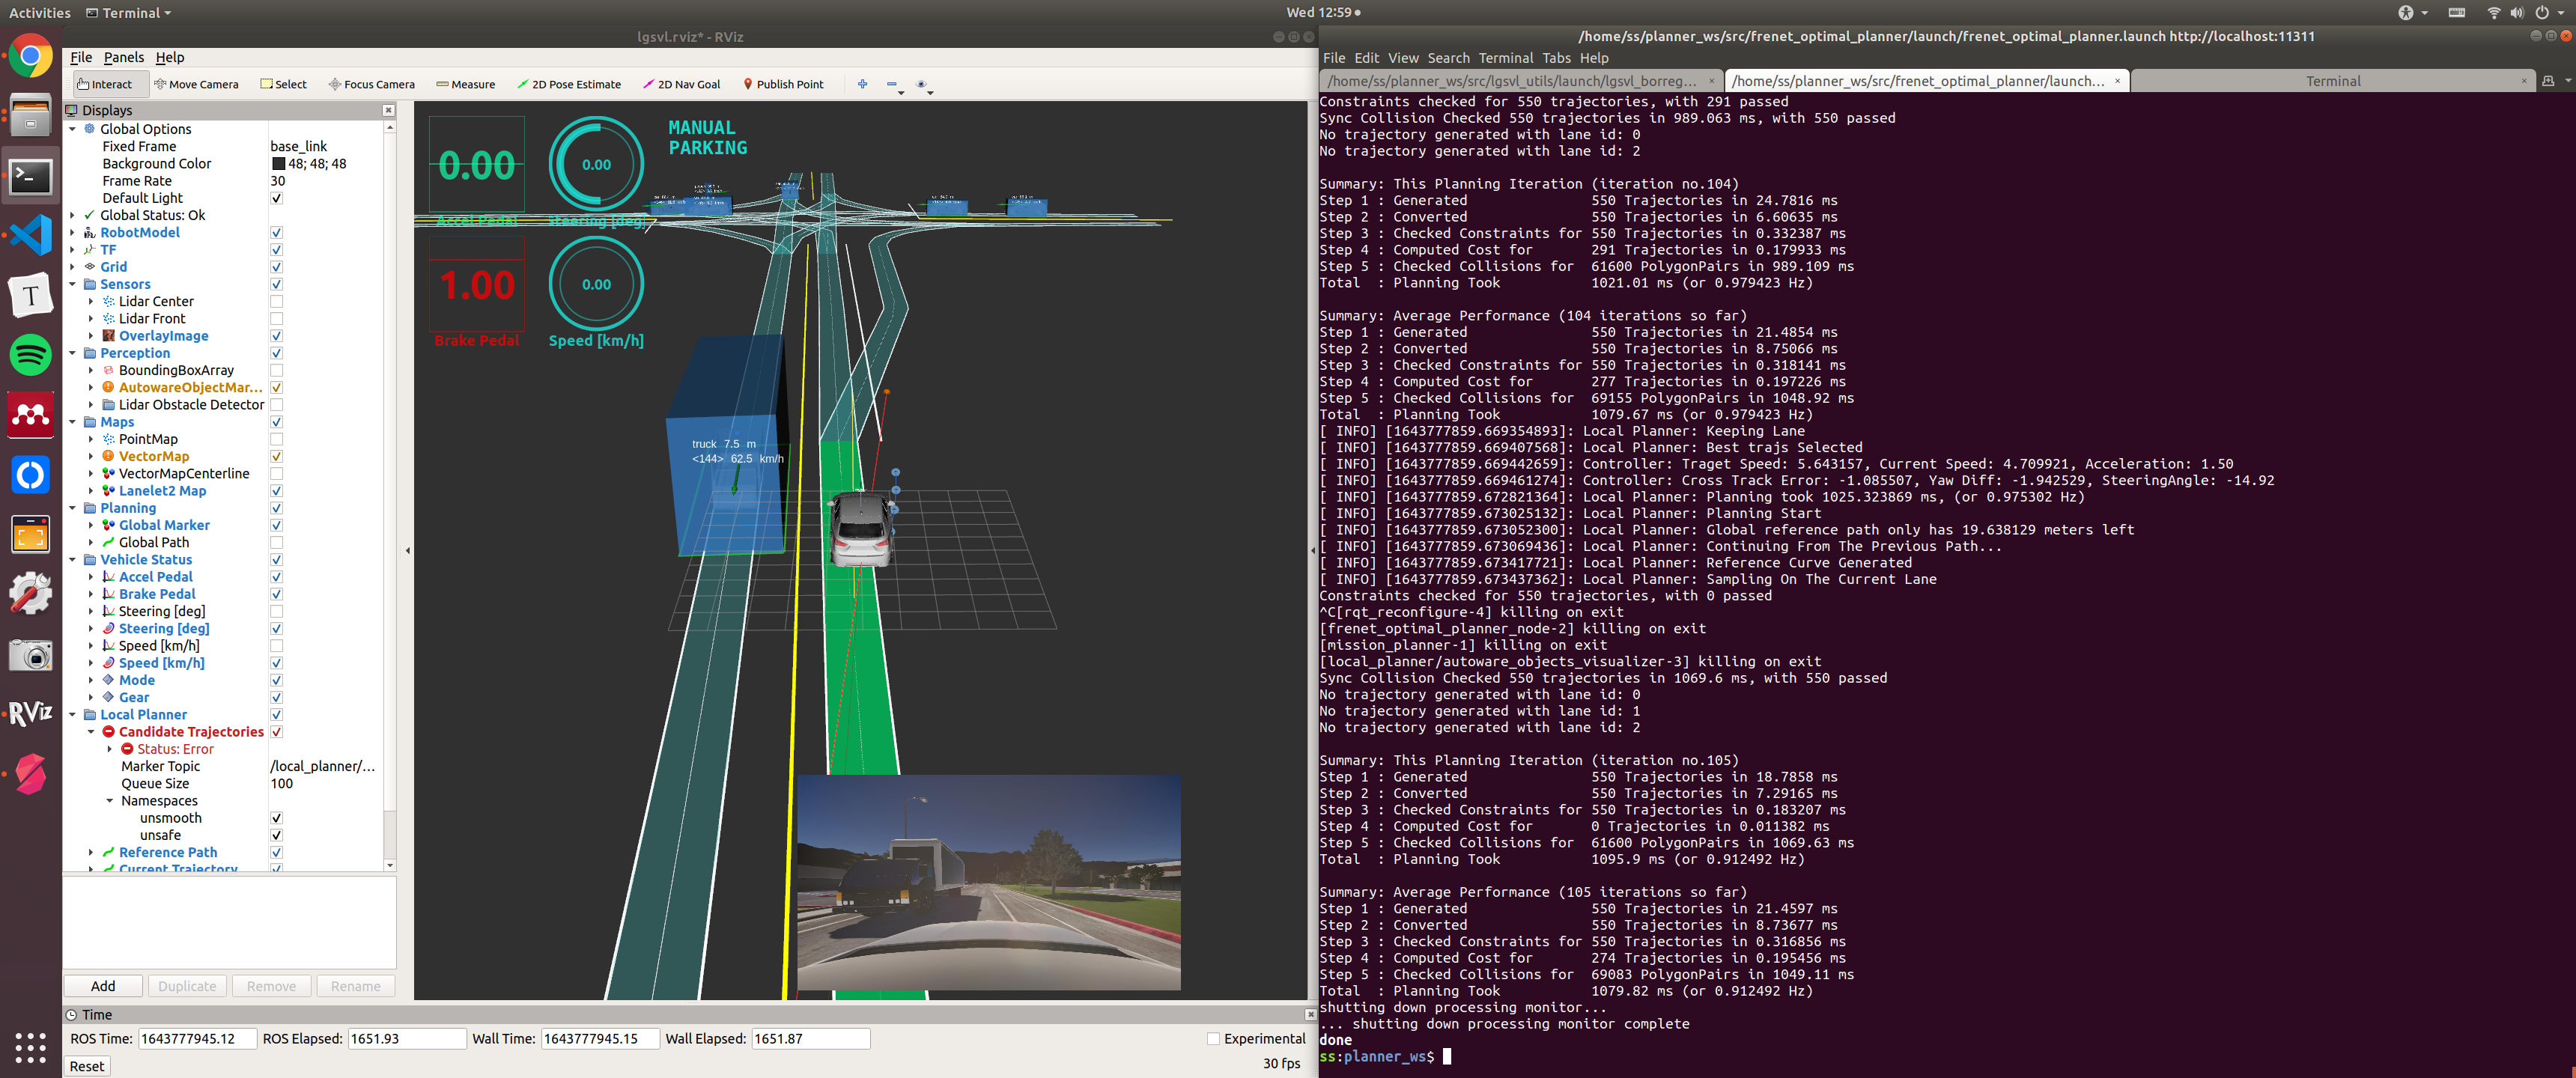 Activities
Terminal
Wed 12:59
lgsvl.rviz* - RViz
File Panels Help
Interact
Move Camera
Select
Focus Camera
Measure
2D Pose Estimate
2D Nav Goal
Publish Point
Displays
Global Options
Fixed Frame base_link
Background Color 48; 48; 48
Frame Rate 30
Default Light
Global Status: Ok
RobotModel
TF
Grid
Sensors
Lidar Center
Lidar Front
OverlayImage
Perception
BoundingBoxArray
AutowareObjectMar...
Lidar Obstacle Detector
Maps
PointMap
VectorMap
VectorMapCenterline
Lanelet2 Map
Planning
Global Marker
Global Path
Vehicle Status
Accel Pedal
Brake Pedal
Steering [deg]
Steering [deg]
Speed [km/h]
Speed [km/h]
Mode
Gear
Local Planner
Candidate Trajectories
Status: Error
Marker Topic /local_planner/...
Queue Size 100
Namespaces
unsmooth
unsafe
Reference Path
Current Trajectory
Add Duplicate Remove Rename
Time
ROS Time: 1643777945.12 ROS Elapsed: 1651.93 Wall Time: 1643777945.15 Wall Elapsed: 1651.87 Experimental
Reset 30 fps
RViz
T
0.00
Accel Pedal
0.00
Steering [deg]
MANUAL
PARKING
1.00
Brake Pedal
0.00
Speed [km/h]
truck 7.5 m
<144> 62.5 km/h
/home/ss/planner_ws/src/frenet_optimal_planner/launch/frenet_optimal_planner.launch http://localhost:11311
File Edit View Search Terminal Tabs Help
/home/ss/planner_ws/src/lgsvl_utils/launch/lgsvl_borreg...
/home/ss/planner_ws/src/frenet_optimal_planner/launch...
Terminal
Constraints checked for 550 trajectories, with 291 passed
Sync Collision Checked 550 trajectories in 989.063 ms, with 550 passed
No trajectory generated with lane id: 0
No trajectory generated with lane id: 2
Summary: This Planning Iteration (iteration no.104)
Step 1 : Generated 550 Trajectories in 24.7816 ms
Step 2 : Converted 550 Trajectories in 6.60635 ms
Step 3 : Checked Constraints for 550 Trajectories in 0.332387 ms
Step 4 : Computed Cost for 291 Trajectories in 0.179933 ms
Step 5 : Checked Collisions for 61600 PolygonPairs in 989.109 ms
Total : Planning Took 1021.01 ms (or 0.979423 Hz)
Summary: Average Performance (104 iterations so far)
Step 1 : Generated 550 Trajectories in 21.4854 ms
Step 2 : Converted 550 Trajectories in 8.75066 ms
Step 3 : Checked Constraints for 550 Trajectories in 0.318141 ms
Step 4 : Computed Cost for 277 Trajectories in 0.197226 ms
Step 5 : Checked Collisions for 69155 PolygonPairs in 1048.92 ms
Total : Planning Took 1079.67 ms (or 0.979423 Hz)
[ INFO] [1643777859.669354893]: Local Planner: Keeping Lane
[ INFO] [1643777859.669407568]: Local Planner: Best trajs Selected
[ INFO] [1643777859.669442659]: Controller: Traget Speed: 5.643157, Current Speed: 4.709921, Acceleration: 1.50
[ INFO] [1643777859.669461274]: Controller: Cross Track Error: -1.085507, Yaw Diff: -1.942529, SteeringAngle: -14.92
[ INFO] [1643777859.672821364]: Local Planner: Planning took 1025.323869 ms, (or 0.975302 Hz)
[ INFO] [1643777859.673025132]: Local Planner: Planning Start
[ INFO] [1643777859.673052300]: Local Planner: Global reference path only has 19.638129 meters left
[ INFO] [1643777859.673069436]: Local Planner: Continuing From The Previous Path...
[ INFO] [1643777859.673417721]: Local Planner: Reference Curve Generated
[ INFO] [1643777859.673437362]: Local Planner: Sampling On The Current Lane
Constraints checked for 550 trajectories, with 0 passed
^C[rqt_reconfigure-4] killing on exit
[frenet_optimal_planner_node-2] killing on exit
[mission_planner-1] killing on exit
[local_planner/autoware_objects_visualizer-3] killing on exit
Sync Collision Checked 550 trajectories in 1069.6 ms, with 550 passed
No trajectory generated with lane id: 0
No trajectory generated with lane id: 1
No trajectory generated with lane id: 2
Summary: This Planning Iteration (iteration no.105)
Step 1 : Generated 550 Trajectories in 18.7858 ms
Step 2 : Converted 550 Trajectories in 7.29165 ms
Step 3 : Checked Constraints for 550 Trajectories in 0.183207 ms
Step 4 : Computed Cost for 0 Trajectories in 0.011382 ms
Step 5 : Checked Collisions for 61600 PolygonPairs in 1069.63 ms
Total : Planning Took 1095.9 ms (or 0.912492 Hz)
Summary: Average Performance (105 iterations so far)
Step 1 : Generated 550 Trajectories in 21.4597 ms
Step 2 : Converted 550 Trajectories in 8.73677 ms
Step 3 : Checked Constraints for 550 Trajectories in 0.316856 ms
Step 4 : Computed Cost for 274 Trajectories in 0.195456 ms
Step 5 : Checked Collisions for 69083 PolygonPairs in 1049.11 ms
Total : Planning Took 1079.82 ms (or 0.912492 Hz)
shutting down processing monitor...
... shutting down processing monitor complete
done
ss:planner_ws$